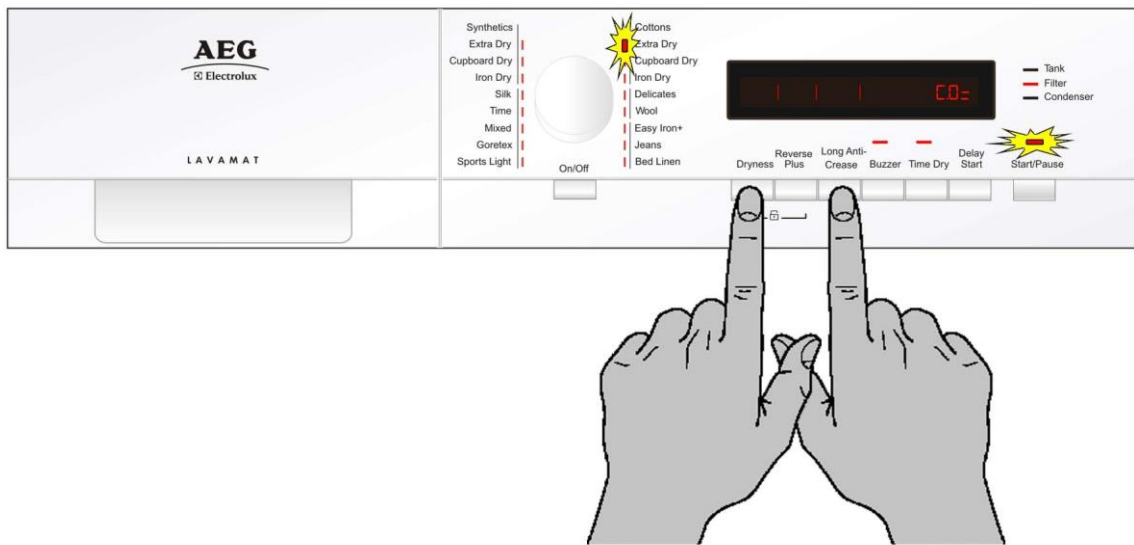 AEG
Electrolux
LAVAMAT
Synthetics
Extra Dry
Cupboard Dry
Iron Dry
Silk
Time
Mixed
Goretex
Sports Light
Cottons
Extra Dry
Cupboard Dry
Iron Dry
Delicates
Wool
Easy Iron+
Jeans
Bed Linen
On/Off
Tank
Filter
Condenser
Dryness
Reverse
Plus
Long Anti-
Crease
Buzzer
Time Dry
Delay
Start
Start/Pause